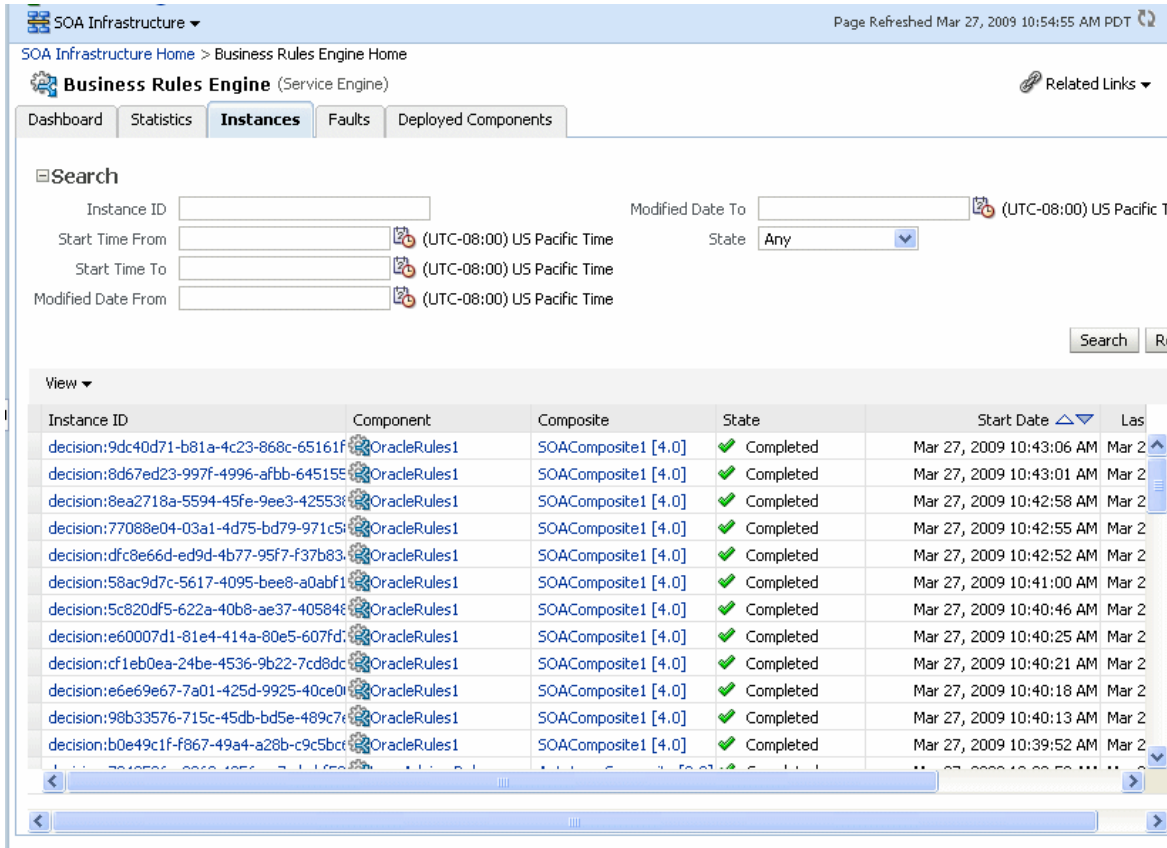 SOA Infrastructure
Page Refreshed Mar 27, 2009 10:54:55 AM PDT
SOA Infrastructure Home > Business Rules Engine Home
Business Rules Engine (Service Engine)
Related Links
Dashboard Statistics Instances Faults Deployed Components
Search
Instance ID
Modified Date To (UTC-08:00) US Pacific T
Start Time From (UTC-08:00) US Pacific Time
State Any
Start Time To (UTC-08:00) US Pacific Time
Modified Date From (UTC-08:00) US Pacific Time
Search R
View
Instance ID Component Composite State Start Date Las
decision:9dc40d71-b81a-4c23-868c-65161f OracleRules1 SOAComposite1 [4.0] Completed Mar 27, 2009 10:43:06 AM Mar 2
decision:8d67ed23-997f-4996-afbb-645155 OracleRules1 SOAComposite1 [4.0] Completed Mar 27, 2009 10:43:01 AM Mar 2
decision:8ea2718a-5594-45fe-9ee3-425538 OracleRules1 SOAComposite1 [4.0] Completed Mar 27, 2009 10:42:58 AM Mar 2
decision:77088e04-03a1-4d75-bd79-971c5 OracleRules1 SOAComposite1 [4.0] Completed Mar 27, 2009 10:42:55 AM Mar 2
decision:dfc8e66d-ed9d-4b77-95f7-f37b83 OracleRules1 SOAComposite1 [4.0] Completed Mar 27, 2009 10:42:52 AM Mar 2
decision:58ac9d7c-5617-4095-bee8-a0abf1 OracleRules1 SOAComposite1 [4.0] Completed Mar 27, 2009 10:41:00 AM Mar 2
decision:5c820df5-622a-40b8-ae37-405848 OracleRules1 SOAComposite1 [4.0] Completed Mar 27, 2009 10:40:46 AM Mar 2
decision:e60007d1-81e4-414a-80e5-607fd OracleRules1 SOAComposite1 [4.0] Completed Mar 27, 2009 10:40:25 AM Mar 2
decision:cf1eb0ea-24be-4536-9b22-7cd8dc OracleRules1 SOAComposite1 [4.0] Completed Mar 27, 2009 10:40:21 AM Mar 2
decision:e6e69e67-7a01-425d-9925-40ce0 OracleRules1 SOAComposite1 [4.0] Completed Mar 27, 2009 10:40:18 AM Mar 2
decision:98b33576-715c-45db-bd5e-489c7 OracleRules1 SOAComposite1 [4.0] Completed Mar 27, 2009 10:40:13 AM Mar 2
decision:b0e49c1f-f867-49a4-a28b-c9c5bc OracleRules1 SOAComposite1 [4.0] Completed Mar 27, 2009 10:39:52 AM Mar 2